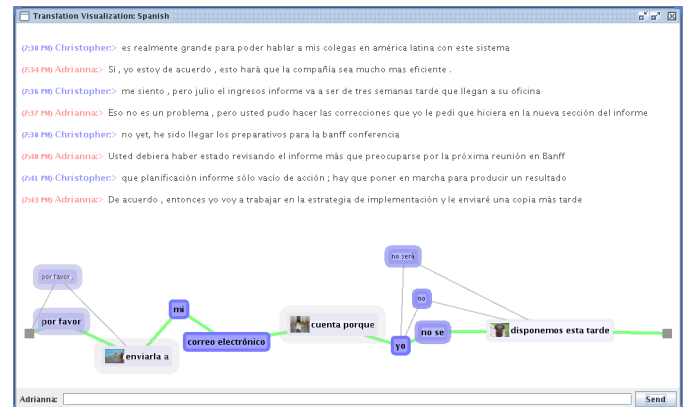 Translation Visualization: Spanish
(7:30 PM) Christopher:> es realmente grande para poder hablar a mis colegas en américa latina con este sistema
(7:34 PM) Adrianna:> Sí , yo estoy de acuerdo , esto hará que la compañía sea mucho mas eficiente .
(7:36 PM) Christopher:> me siento , pero julio el ingresos informe va a ser de tres semanas tarde que llegan a su oficina
(7:37 PM) Adrianna:> Eso no es un problema , pero usted pudo hacer las correcciones que yo le pedi que hiciera en la nueva sección del informe
(7:38 PM) Christopher:> no yet, he sido llegar los preparativos para la banff conferencia
(7:40 PM) Adrianna:> Usted debiera haber estado revisando el informe más que preocuparse por la próxima reunión en Banff
(7:41 PM) Christopher:> que planificación informe sólo vacío de acción ; hay que poner en marcha para producir un resultado
(7:43 PM) Adrianna:> De acuerdo , entonces yo voy a trabajar en la estrategia de implementación y le enviaré una copia más tarde
no será
por favor ,
no
mi
por favor
cuenta porque
no se
disponemos esta tarde
correo electrónico
yo
enviarla a
Adrianna:
Send